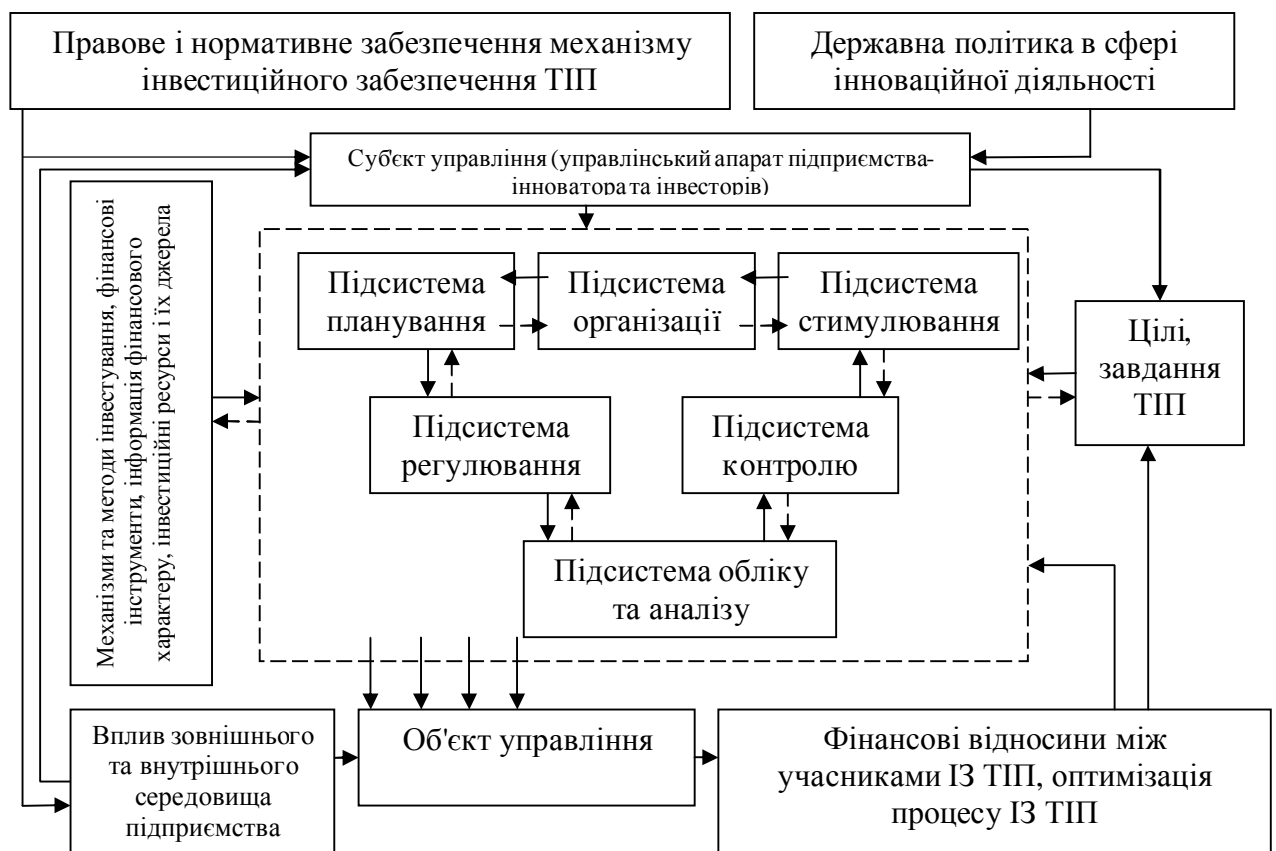 Правове і нормативне забезпечення механізму
інвестиційного забезпечення ТІП
Державна політика в сфері
інноваційної діяльності
Суб'єкт управління (управлінський апарат підприємства-
інноватора та інвесторів)
Механізми та методи інвестування, фінансові
інструменти, інформація фінансового
характеру, інвестиційні ресурси і їх джерела
Підсистема
планування
Підсистема
організації
Підсистема
стимулювання
Цілі,
завдання
ТІП
Підсистема
регулювання
Підсистема
контролю
Підсистема обліку
та аналізу
Вплив зовнішнього
та внутрішнього
середовища
підприємства
Об'єкт управління
Фінансові відносини між
учасниками ІЗ ТІП, оптимізація
процесу ІЗ ТІП